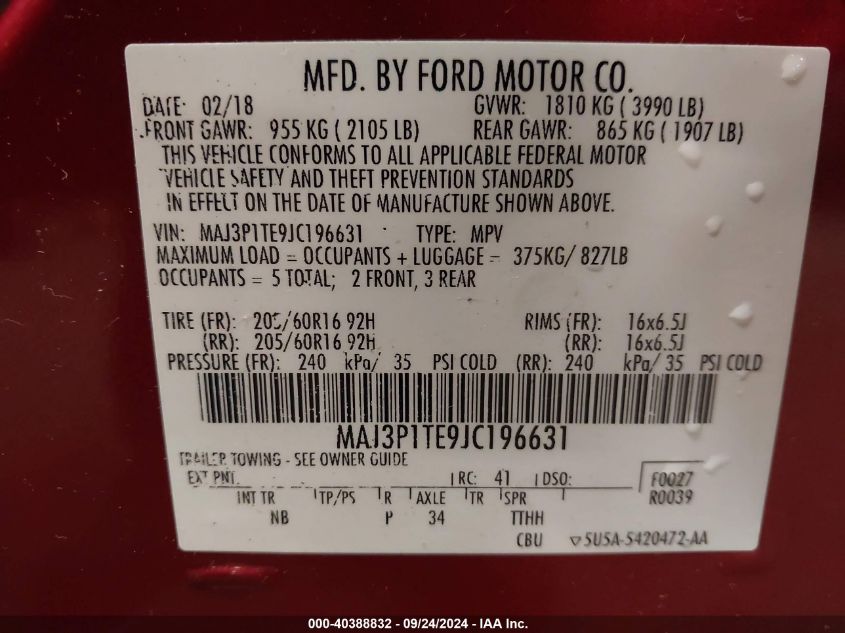 MFD. BY FORD MOTOR CO.
DATE: 02/18 GVWR: 1810 KG ( 3990 LB)
FRONT GAWR: 955 KG ( 2105 LB) REAR GAWR: 865 KG ( 1907 LB)
THIS VEHICLE CONFORMS TO ALL APPLICABLE FEDERAL MOTOR
VEHICLE SAFETY AND THEFT PREVENTION STANDARDS
IN EFFECT ON THE DATE OF MANUFACTURE SHOWN ABOVE.
VIN: MAJ3P1TE9JC196631 TYPE: MPV
MAXIMUM LOAD = OCCUPANTS + LUGGAGE = 375KG/ 827LB
OCCUPANTS = 5 TOTAL; 2 FRONT, 3 REAR
TIRE (FR): 205/60R16 92H RIMS (FR): 16x6.5J
(RR): 205/60R16 92H (RR): 16x6.5J
PRESSURE (FR): 240 kPa/ 35 PSI COLD (RR): 240 kPa/ 35 PSI COLD
MAJ3P1TE9JC196631
TRAILER TOWING - SEE OWNER GUIDE
EXT PNT: RC: 41 DSO: F0027
R0039
INT TR TP/PS R AXLE TR SPR
NB P 34 TTHH
CBU ▽5U5A-5420472-AA
000-40388832 - 09/24/2024 - IAA Inc.